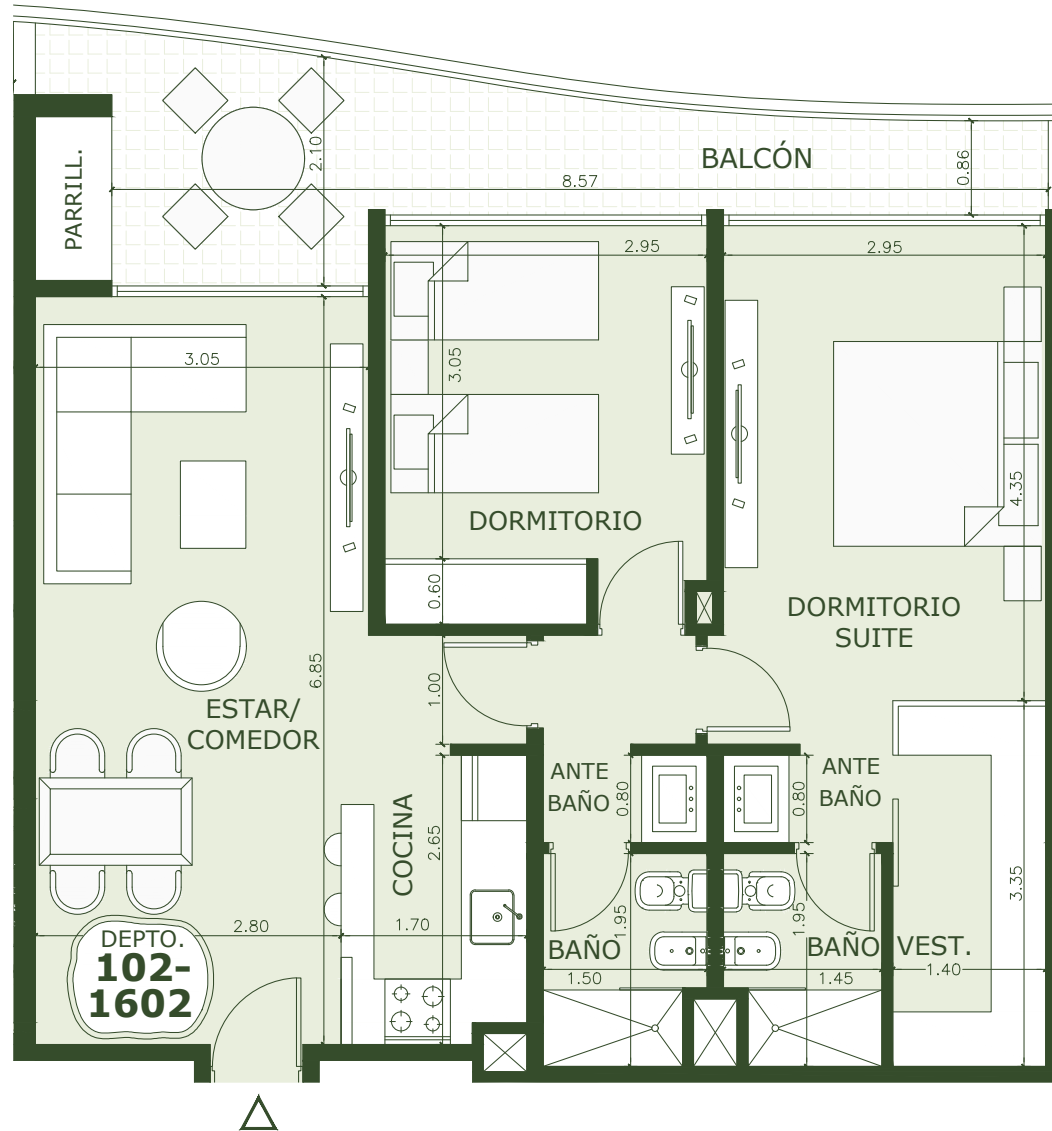 BALCÓN
0.86
2.10
8.57
PARRILL.
2.95
2.95
3.05
3.05
4.35
DORMITORIO
0.60
DORMITORIO
SUITE
6.85
1.00
ESTAR/
COMEDOR
ANTE
BAÑO
0.80
0.80
ANTE
BAÑO
COCINA
2.65
3.35
2.80
1.70
1.95
1.95
BAÑO
1.50
BAÑO
1.45
VEST.
1.40
DEPTO.
102-
1602